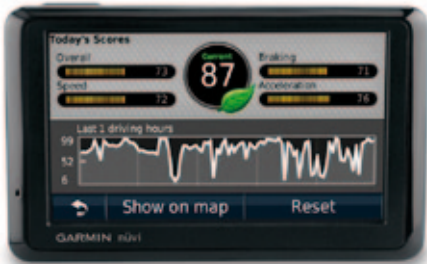 Today's Scores
Overall
73
Speed
72
Current
87
Braking
71
Acceleration
76
Last 1 driving hours
99
52
6
Show on map
Reset
GARMIN nüvi